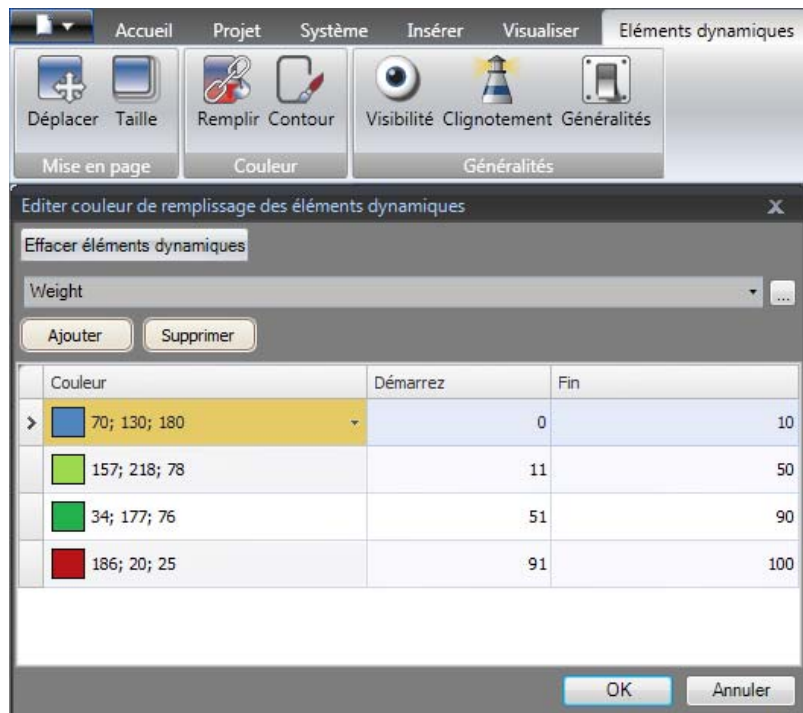 Accueil Projet Système Insérer Visualiser Eléments dynamiques
Déplacer Taille Remplir Contour Visibilité Clignotement Généralités
Mise en page Couleur Généralités
Editer couleur de remplissage des éléments dynamiques x
Effacer éléments dynamiques
Weight ...
Ajouter Supprimer
Couleur Démarrez Fin
70; 130; 180 0 10
157; 218; 78 11 50
34; 177; 76 51 90
186; 20; 25 91 100
OK Annuler